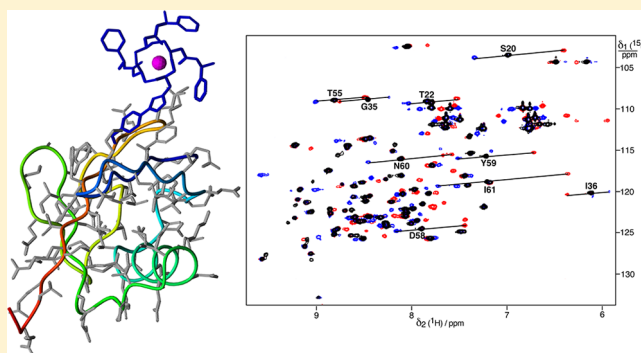 δ1 (15
/ppm
S20
105
T55
G35
T22
110
115
N60
Y59
I61
I36
120
D58
125
130
9
8
7
6
δ2 (1H) / ppm